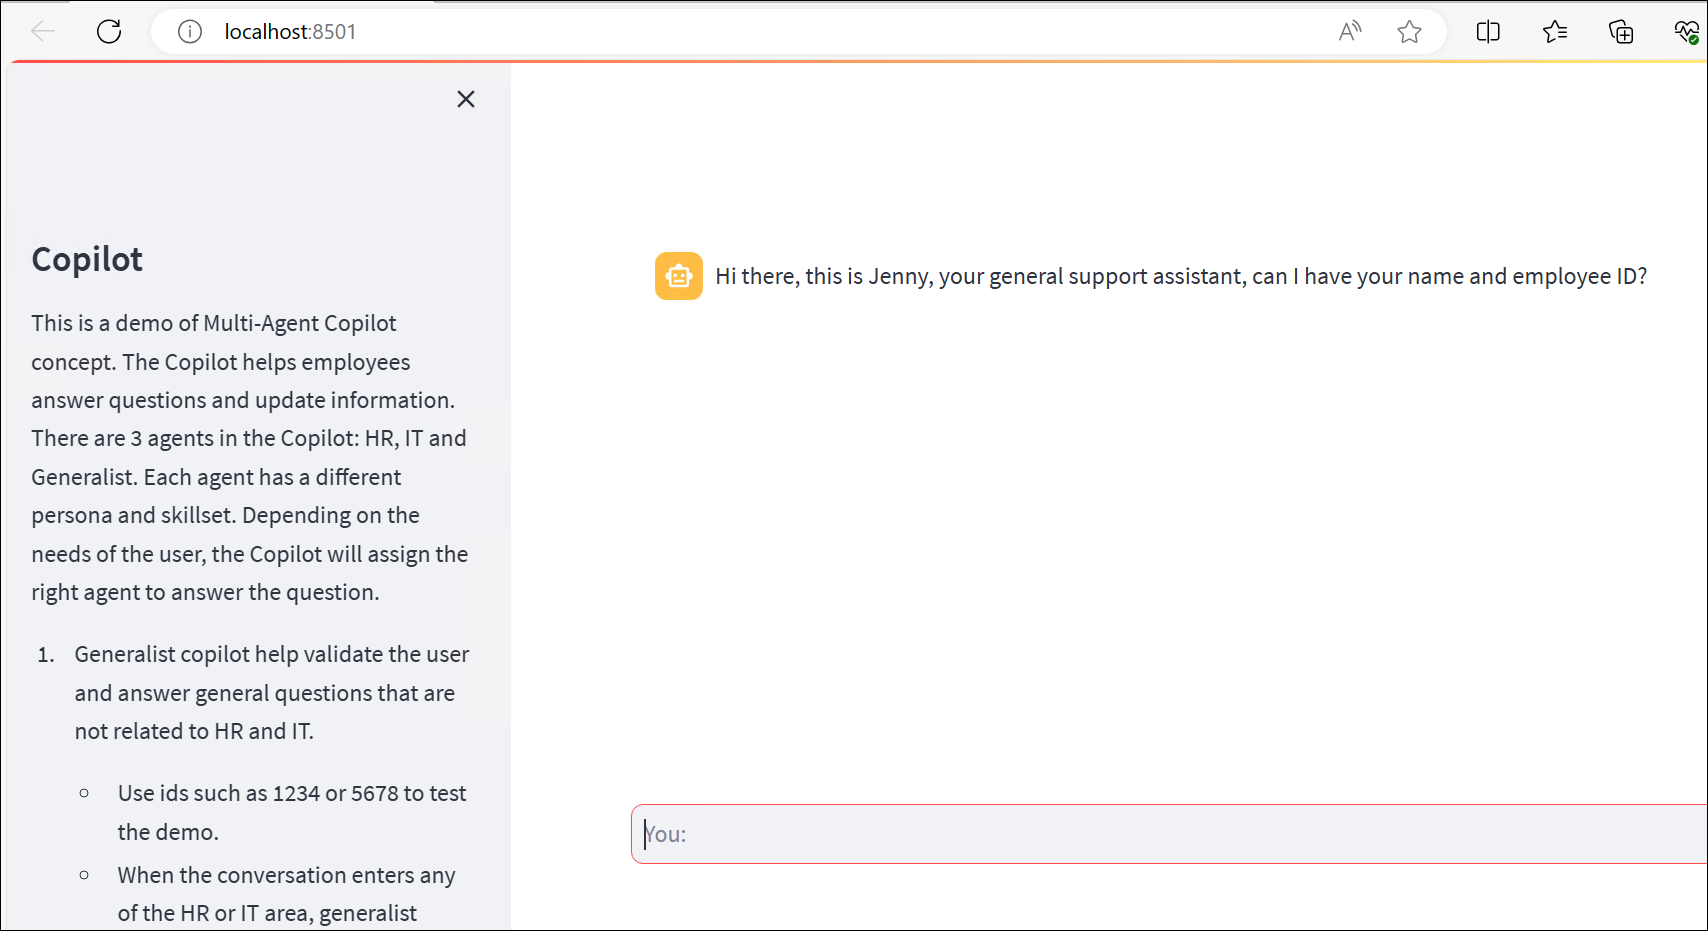 localhost:8501
Copilot
This is a demo of Multi-Agent Copilot
concept. The Copilot helps employees
answer questions and update information.
There are 3 agents in the Copilot: HR, IT and
Generalist. Each agent has a different
persona and skillset. Depending on the
needs of the user, the Copilot will assign the
right agent to answer the question.
1. Generalist copilot help validate the user
and answer general questions that are
not related to HR and IT.
Use ids such as 1234 or 5678 to test
the demo.
When the conversation enters any
of the HR or IT area, generalist
Hi there, this is Jenny, your general support assistant, can I have your name and employee ID?
You: